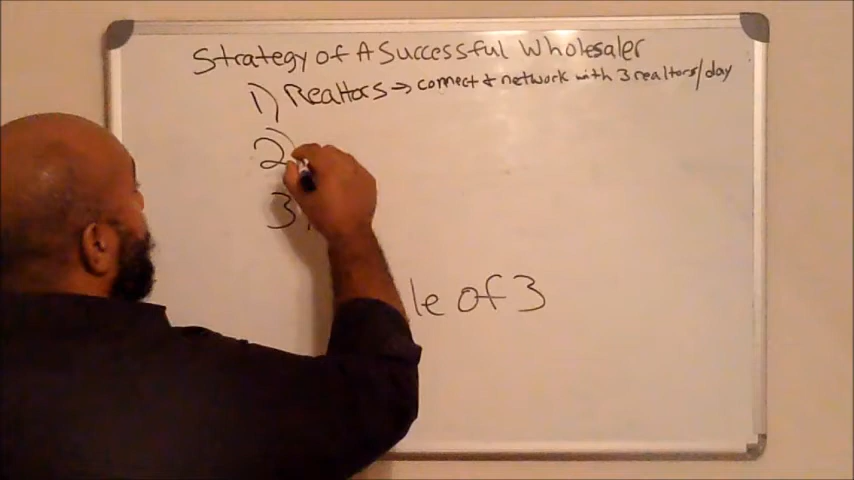 Strategy of A Successful Wholesaler
1) Realtors → connect & network with 3 realtors/day
2)
3)
le of 3